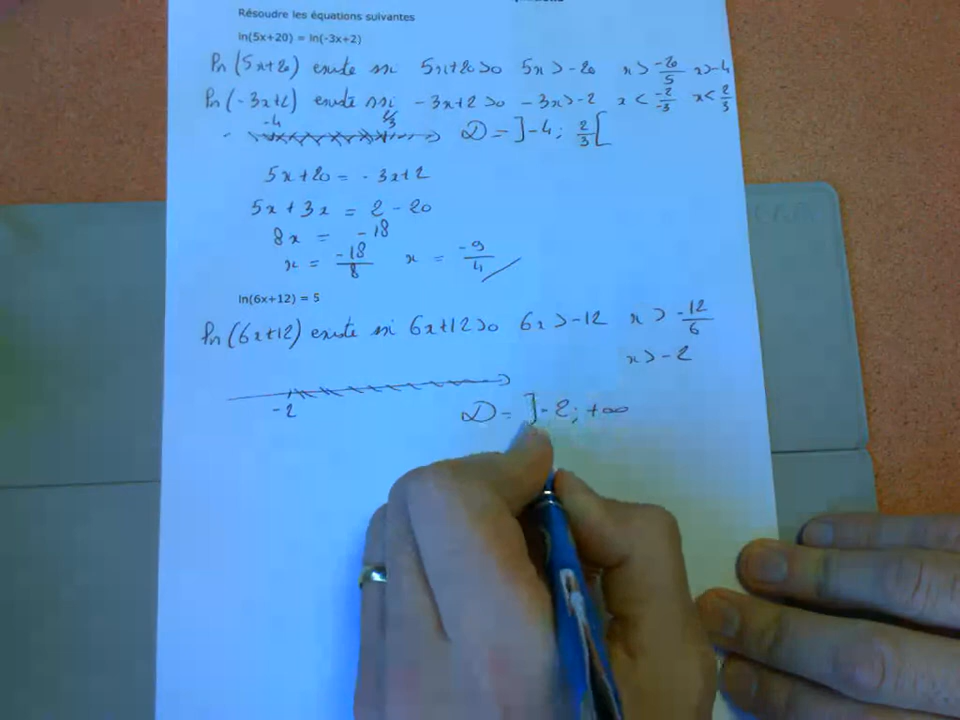 Résoudre les équations suivantes
ln(5x+20) = ln(-3x+2)
ln(5x+20) existe ssi 5x+20>0 5x>-20 x>-20/5 x>-4
ln(-3x+2) existe ssi -3x+2>0 -3x>-2 x<-2/-3 x<2/3
-4 2/3 D = ]-4; 2/3[
5x+20 = -3x+2
5x+3x = 2-20
8x = -18
x = -18/8 x = -9/4
ln(6x+12) = 5
ln(6x+12) existe ssi 6x+12>0 6x>-12 x>-12/6
x>-2
-2 D = ]-2; +∞